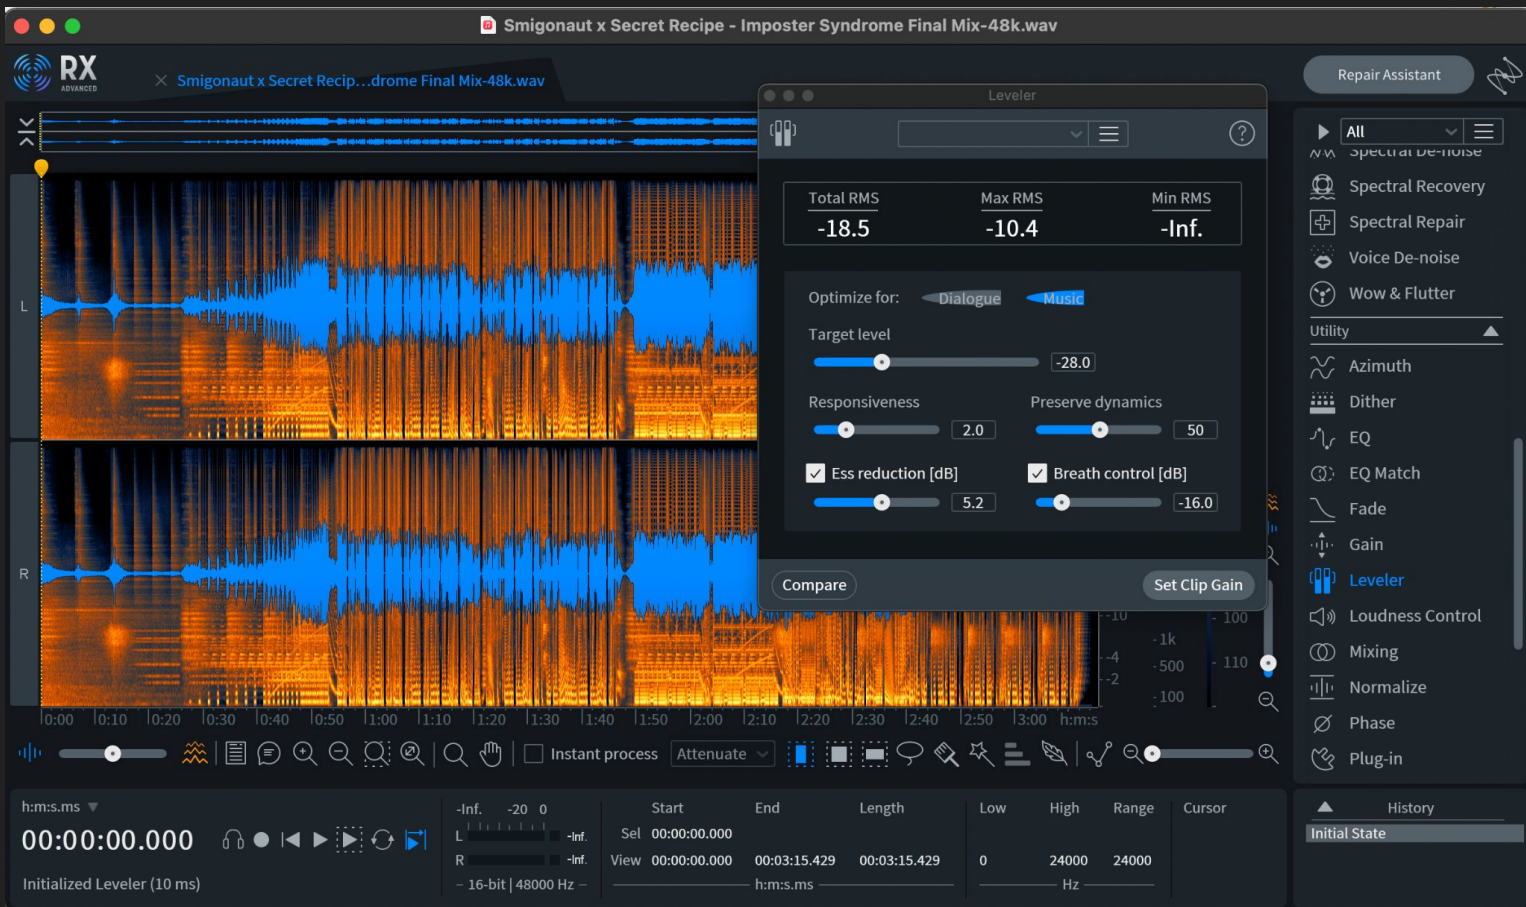 Smigonaut x Secret Recipe - Imposter Syndrome Final Mix-48k.wav
RX
ADVANCED
Smigonaut x Secret Recip...drome Final Mix-48k.wav
Repair Assistant
Leveler
All
Spectral De-noise
Spectral Recovery
Spectral Repair
Voice De-noise
Wow & Flutter
Utility
Azimuth
Dither
EQ
EQ Match
Fade
Gain
Leveler
Loudness Control
Mixing
Normalize
Phase
Plug-in
Total RMS Max RMS Min RMS
-18.5 -10.4 -Inf.
Optimize for: Dialogue Music
Target level
-28.0
Responsiveness Preserve dynamics
2.0 50
Ess reduction [dB] Breath control [dB]
5.2 -16.0
Compare Set Clip Gain
L
R
-10 100
-1k
-4 -500 110
-2
-100
0:00 0:10 0:20 0:30 0:40 0:50 1:00 1:10 1:20 1:30 1:40 1:50 2:00 2:10 2:20 2:30 2:40 2:50 3:00 h:m:s
Instant process Attenuate
h:m:s.ms
00:00:00.000
Initialized Leveler (10 ms)
-Inf. -20 0
L -Inf.
R -Inf.
16-bit | 48000 Hz
Start End Length Low High Range Cursor
Sel 00:00:00.000
View 00:00:00.000 00:03:15.429 00:03:15.429 0 24000 24000
h:m:s.ms Hz
History
Initial State